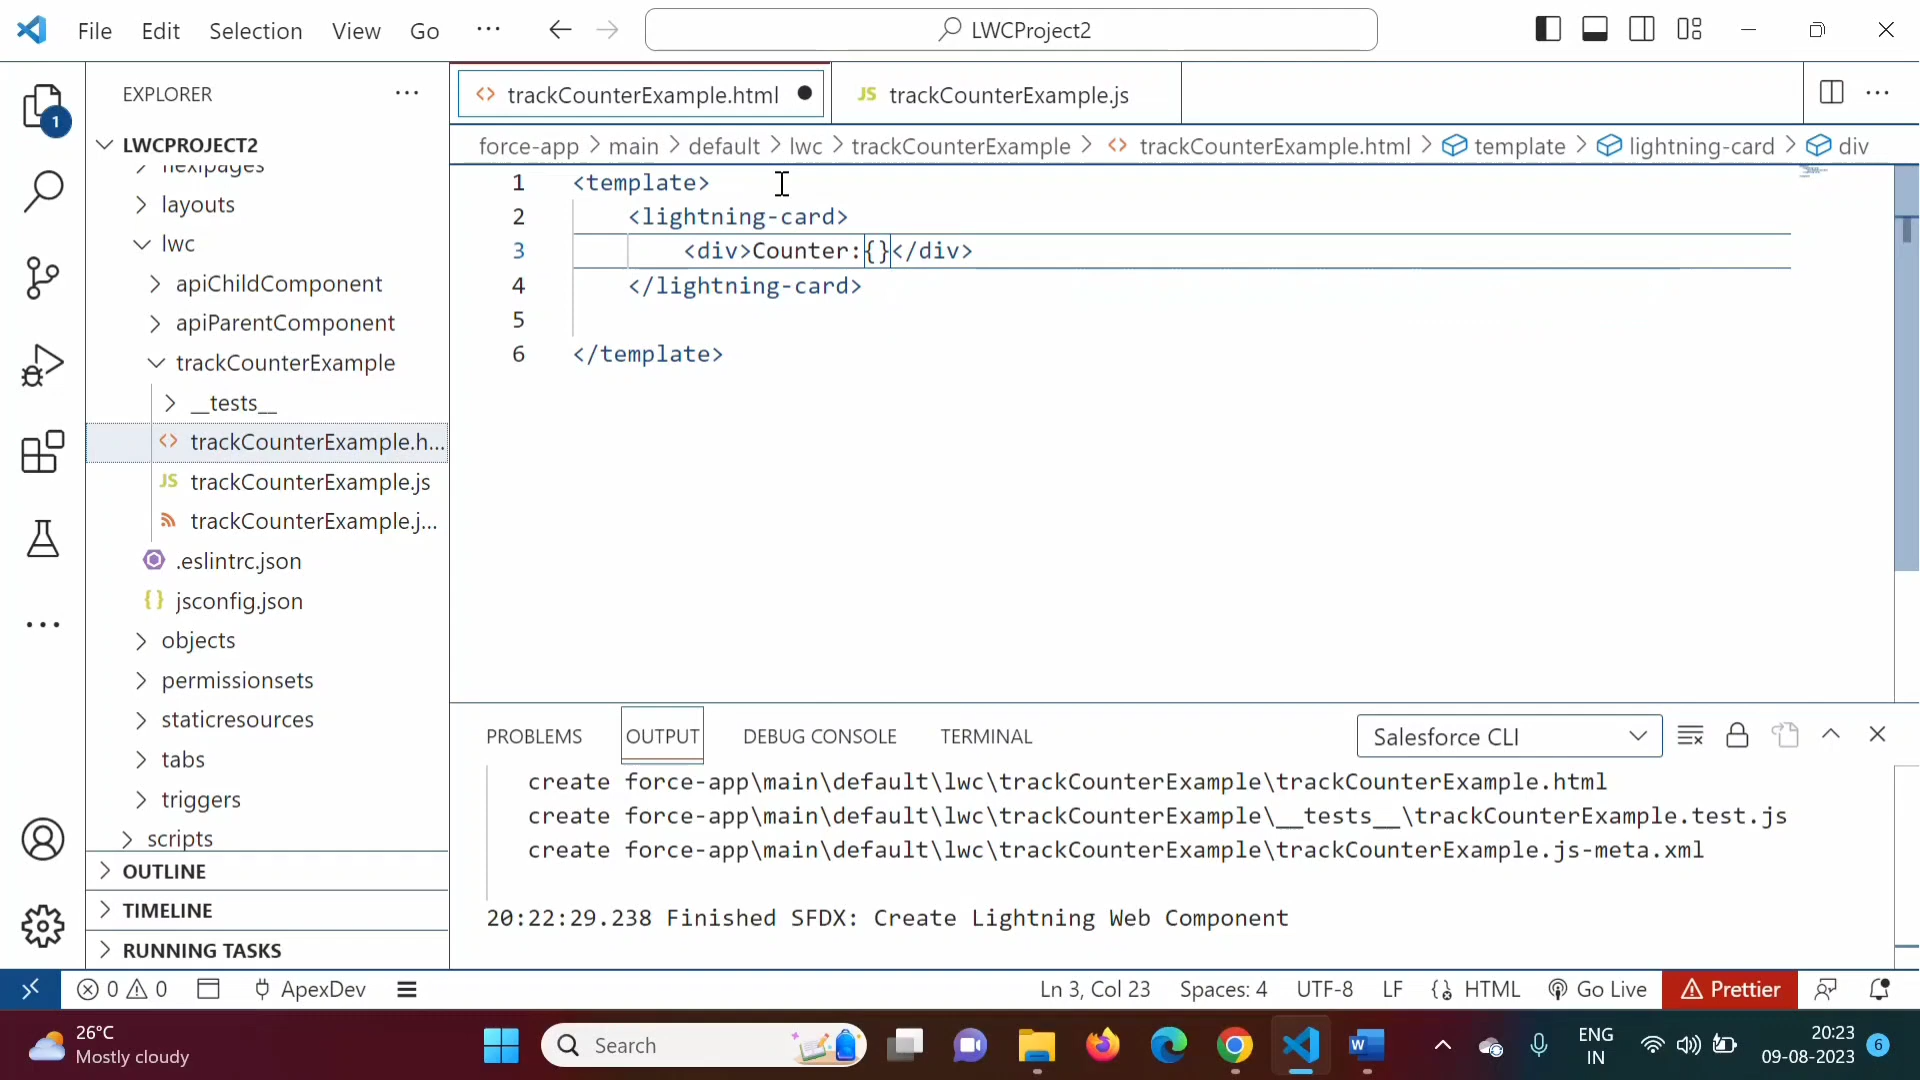 File Edit Selection View Go ··· LWCProject2
EXPLORER ···
1
LWCPROJECT2
flexipages
layouts
lwc
apiChildComponent
apiParentComponent
trackCounterExample
__tests__
trackCounterExample.h...
JS trackCounterExample.js
trackCounterExample.j...
.eslintrc.json
{} jsconfig.json
objects
permissionsets
staticresources
tabs
triggers
scripts
OUTLINE
TIMELINE
RUNNING TASKS
<> trackCounterExample.html ● JS trackCounterExample.js
force-app > main > default > lwc > trackCounterExample > <> trackCounterExample.html > template > lightning-card > div
1 <template>
2 <lightning-card>
3 <div>Counter:{}</div>
4 </lightning-card>
5
6 </template>
PROBLEMS OUTPUT DEBUG CONSOLE TERMINAL Salesforce CLI
create force-app\main\default\lwc\trackCounterExample\trackCounterExample.html
create force-app\main\default\lwc\trackCounterExample\__tests__\trackCounterExample.test.js
create force-app\main\default\lwc\trackCounterExample\trackCounterExample.js-meta.xml
20:22:29.238 Finished SFDX: Create Lightning Web Component
0 0 ApexDev Ln 3, Col 23 Spaces: 4 UTF-8 LF HTML Go Live Prettier
26°C
Mostly cloudy
Search
W
ENG
IN
20:23
09-08-2023
6